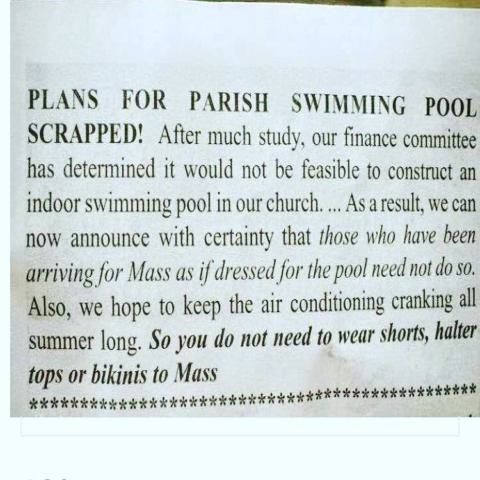 PLANS FOR PARISH SWIMMING POOL
SCRAPPED! After much study, our finance committee
has determined it would not be feasible to construct an
indoor swimming pool in our church. ... As a result, we can
now announce with certainty that those who have been
arriving for Mass as if dressed for the pool need not do so.
Also, we hope to keep the air conditioning cranking all
summer long. So you do not need to wear shorts, halter
tops or bikinis to Mass
**************************************************